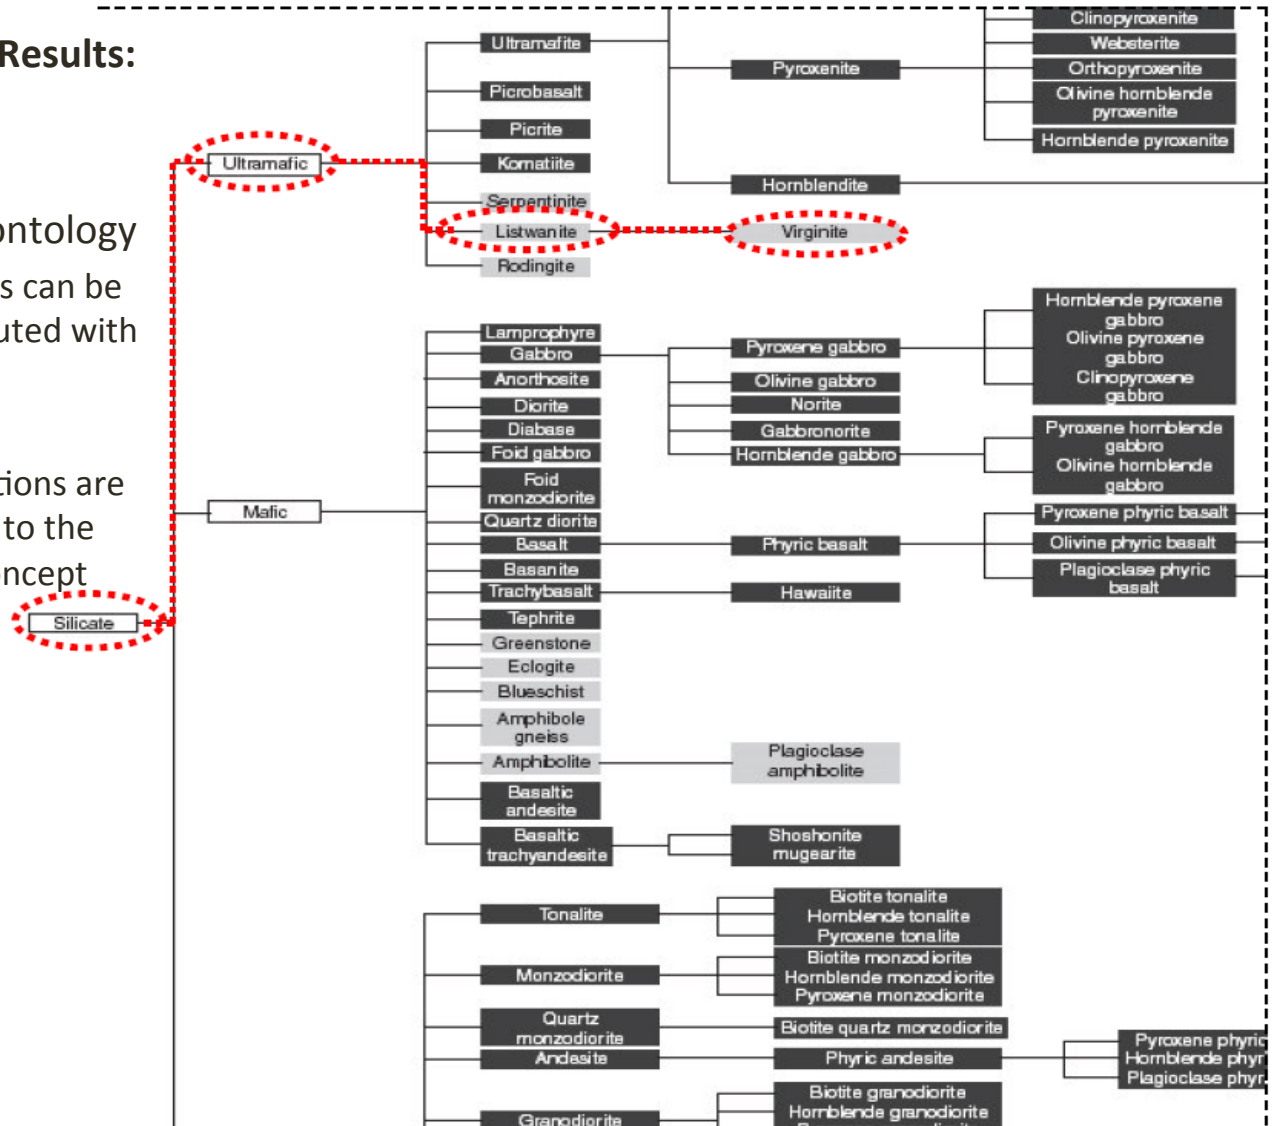 Results:
ontology
s can be
uted with
tions are
to the
oncept
Silicate
Ultramafic
Ultramafite
Picrobasalt
Picrite
Komatiite
Serpentinite
Listwanite
Rodingite
Virginite
Pyroxenite
Hornblendite
Clinopyroxenite
Websterite
Orthopyroxenite
Olivine hornblende
pyroxenite
Hornblende pyroxenite
Mafic
Lamprophyre
Gabbro
Anorthosite
Diorite
Diabase
Foid gabbro
Foid
monzodiorite
Quartz diorite
Basalt
Basanite
Trachybasalt
Tephrite
Greenstone
Eclogite
Blueschist
Amphibole
gneiss
Amphibolite
Basaltic
andesite
Basaltic
trachyandesite
Pyroxene gabbro
Olivine gabbro
Norite
Gabbronorite
Hornblende gabbro
Phyric basalt
Hawaiite
Plagioclase
amphibolite
Shoshonite
mugearite
Hornblende pyroxene
gabbro
Olivine pyroxene
gabbro
Clinopyroxene
gabbro
Pyroxene hornblende
gabbro
Olivine hornblende
gabbro
Pyroxene phyric basalt
Olivine phyric basalt
Plagioclase phyric
basalt
Tonalite
Monzodiorite
Quartz
monzodiorite
Andesite
Granodiorite
Biotite tonalite
Hornblende tonalite
Pyroxene tonalite
Biotite monzodiorite
Hornblende monzodiorite
Pyroxene monzodiorite
Biotite quartz monzodiorite
Phyric andesite
Biotite granodiorite
Hornblende granodiorite
Pyroxene phyric
Hornblende phyr
Plagioclase phyr